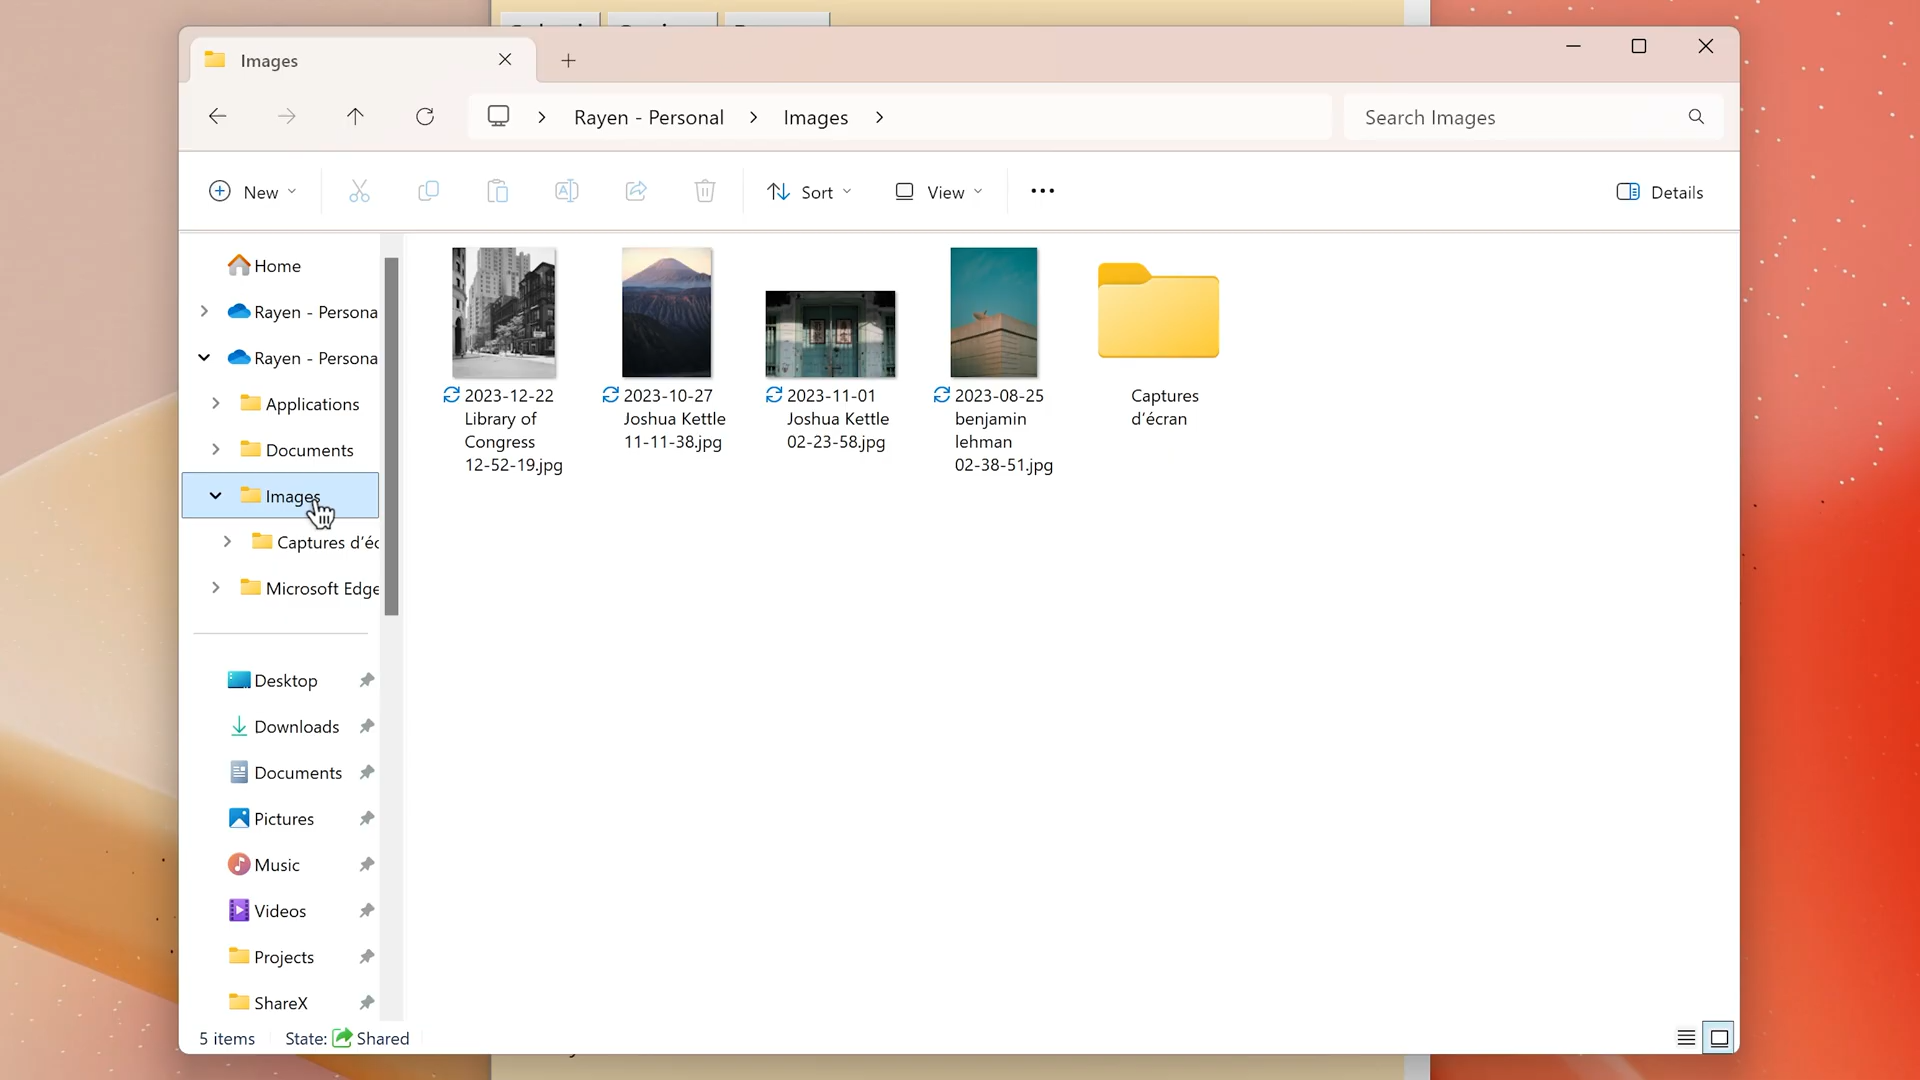 Images
Rayen - Personal > Images >
Search Images
New
Sort
View
Details
Home
Rayen - Persona
Rayen - Persona
Applications
Documents
Images
Captures d'éc
Microsoft Edge
Desktop
Downloads
Documents
Pictures
Music
Videos
Projects
ShareX
2023-12-22
Library of
Congress
12-52-19.jpg
2023-10-27
Joshua Kettle
11-11-38.jpg
2023-11-01
Joshua Kettle
02-23-58.jpg
2023-08-25
benjamin
lehman
02-38-51.jpg
Captures
d'écran
5 items State: Shared